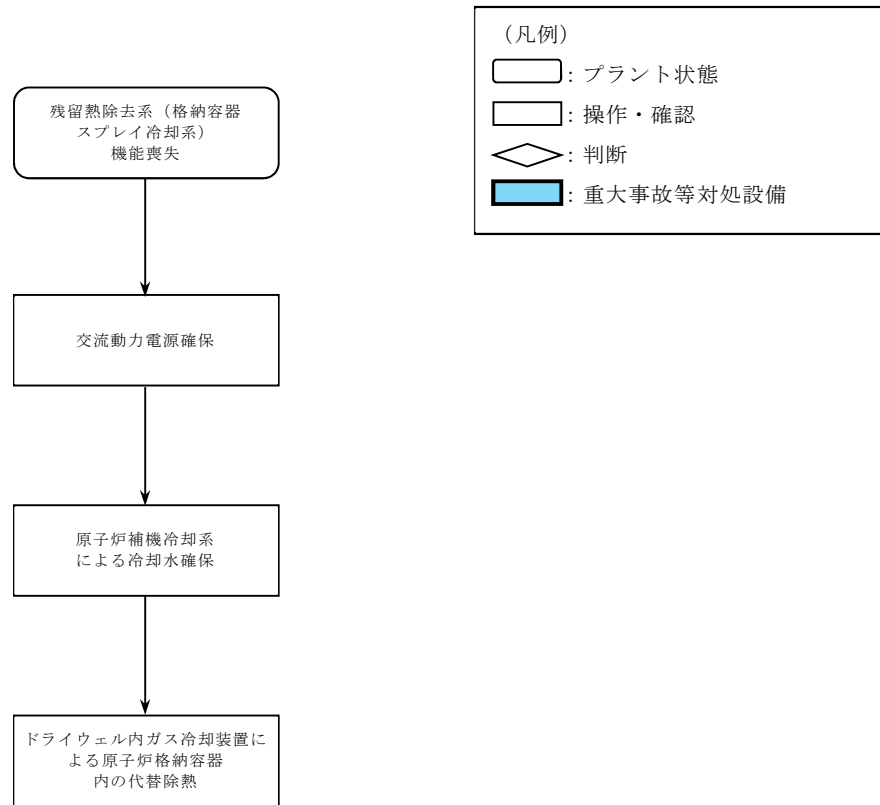 残留熱除去系（格納容器
スプレイ冷却系）
機能喪失
交流動力電源確保
原子炉補機冷却系
による冷却水確保
ドライウェル内ガス冷却装置に
よる原子炉格納容器
内の代替除熱
（凡例）
：プラント状態
：操作・確認
：判断
：重大事故等対処設備